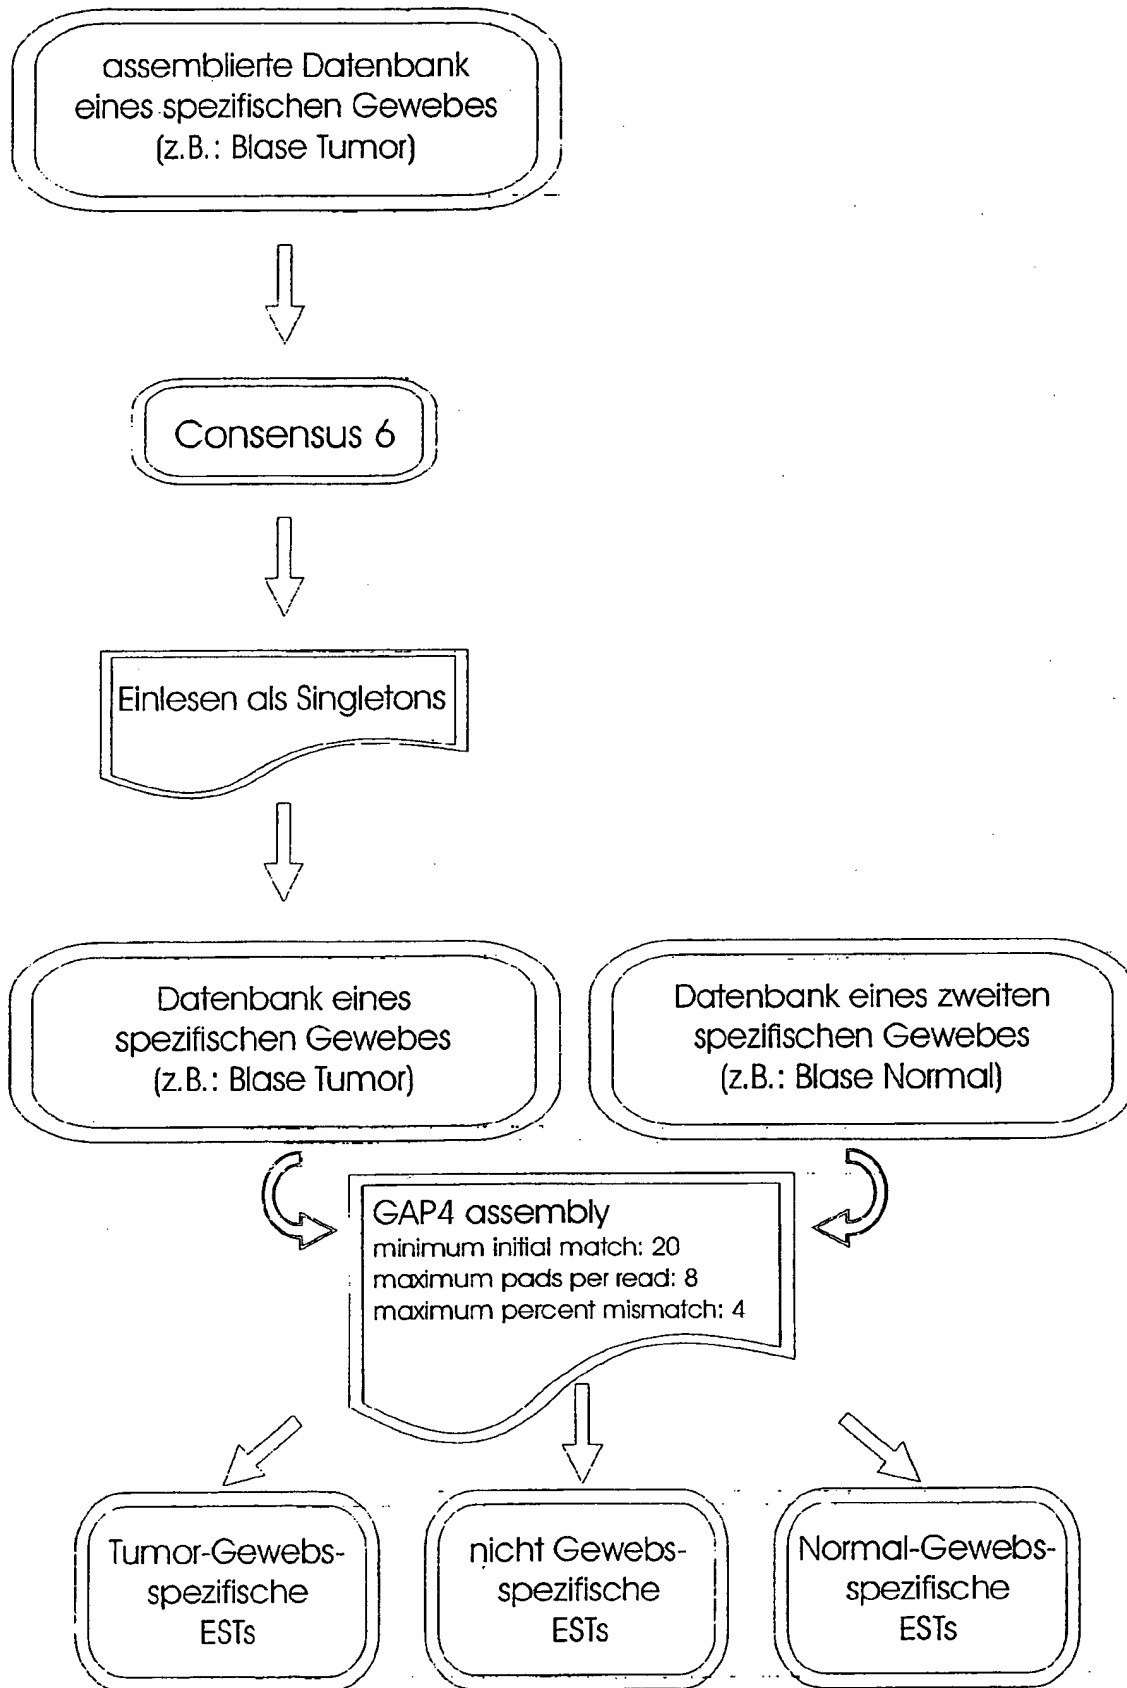 assemblierte Datenbank
eines spezifischen Gewebes
(z.B.: Blase Tumor)
Consensus 6
Einlesen als Singletons
Datenbank eines
spezifischen Gewebes
(z.B.: Blase Tumor)
Datenbank eines zweiten
spezifischen Gewebes
(z.B.: Blase Normal)
GAP4 assembly
minimum initial match: 20
maximum pads per read: 8
maximum percent mismatch: 4
Tumor-Gewebs-
spezifische
ESTs
nicht Gewebs-
spezifische
ESTs
Normal-Gewebs-
spezifische
ESTs